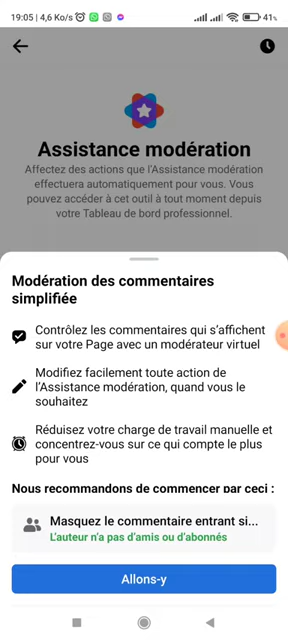 19:05 | 4,6 Ko/s
41%
Assistance modération
Affectez des actions que l'Assistance modération
effectuera automatiquement pour vous. Vous
pouvez accéder à cet outil à tout moment depuis
votre Tableau de bord professionnel.
Modération des commentaires
simplifiée
Contrôlez les commentaires qui s'affichent
sur votre Page avec un modérateur virtuel
Modifiez facilement toute action de
l'Assistance modération, quand vous le
souhaitez
Réduisez votre charge de travail manuelle et
concentrez-vous sur ce qui compte le plus
pour vous
Nous recommandons de commencer par ceci :
Masquez le commentaire entrant si...
L'auteur n'a pas d'amis ou d'abonnés
Allons-y